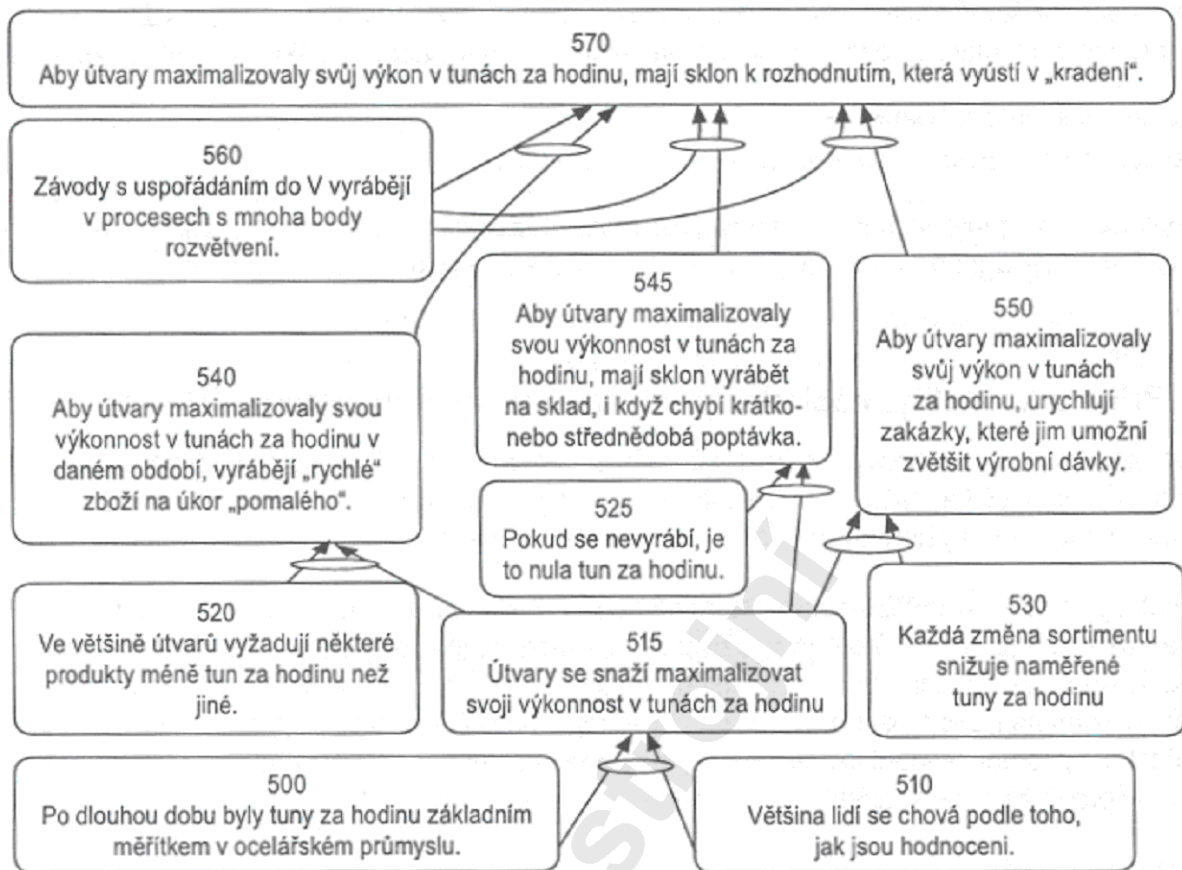 570
Aby útvary maximalizovaly svůj výkon v tunách za hodinu, mají sklon k rozhodnutím, která vyústí v „kradení“.
560
Závody s uspořádáním do V vyrábějí
v procesech s mnoha body
rozvětvení.
545
Aby útvary maximalizovaly
svou výkonnost v tunách za
hodinu, mají sklon vyrábět
na sklad, i když chybí krátko-
nebo střednědobá poptávka.
550
Aby útvary maximalizovaly
svůj výkon v tunách
za hodinu, urychlují
zakázky, které jim umožní
zvětšit výrobní dávky.
540
Aby útvary maximalizovaly svou
výkonnost v tunách za hodinu v
daném období, vyrábějí „rychlé“
zboží na úkor „pomalého“.
525
Pokud se nevyrábí, je
to nula tun za hodinu.
520
Ve většině útvarů vyžadují některé
produkty méně tun za hodinu než
jiné.
515
Útvary se snaží maximalizovat
svoji výkonnost v tunách za hodinu
530
Každá změna sortimentu
snižuje naměřené
tuny za hodinu
500
Po dlouhou dobu byly tuny za hodinu základním
měřítkem v ocelářském průmyslu.
510
Většina lidí se chová podle toho,
jak jsou hodnoceni.
strojní